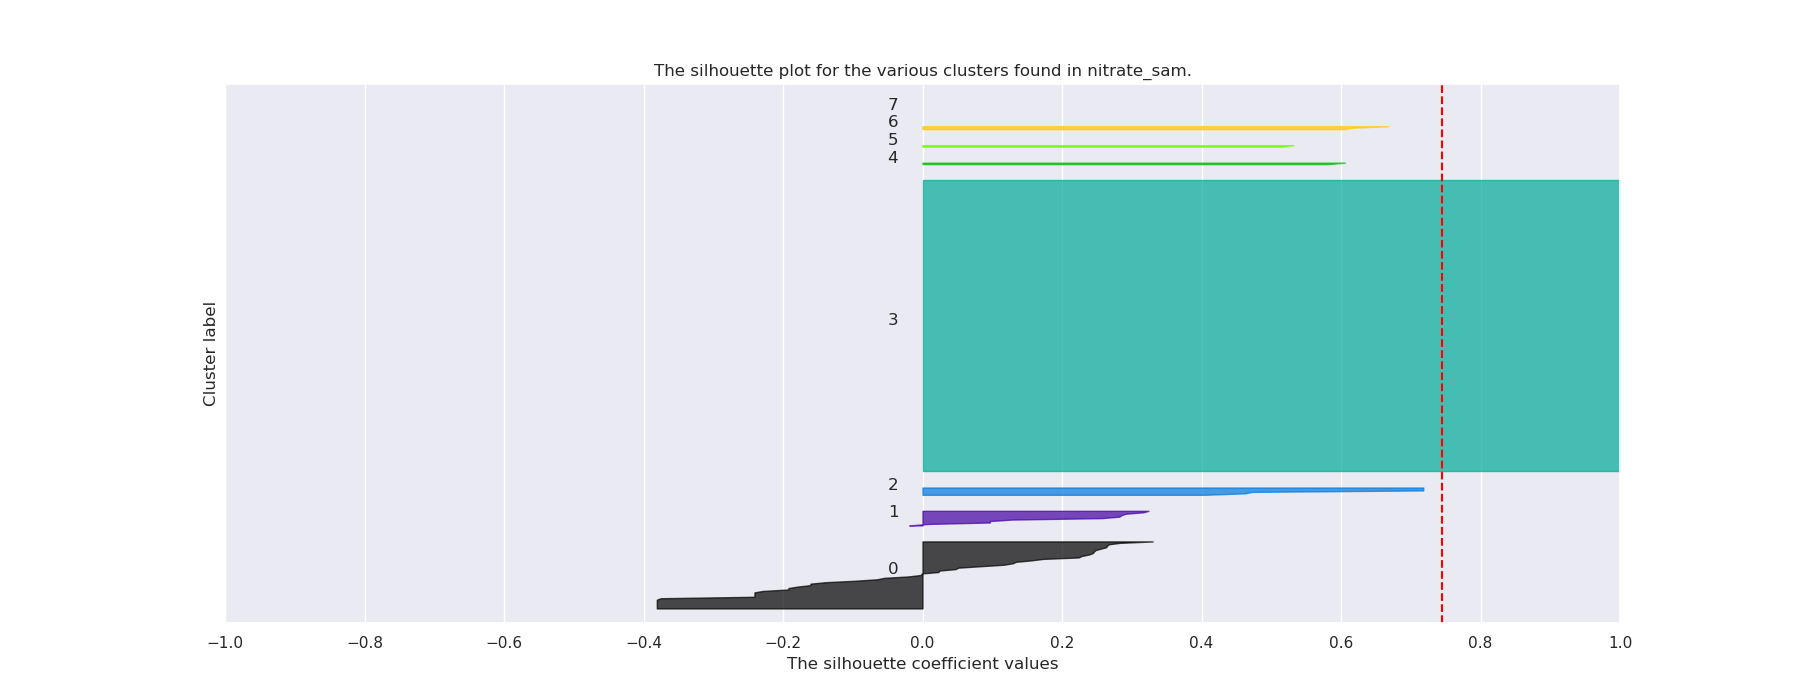 The silhouette plot for the various clusters found in nitrate_sam.
7
6
5
4
3
2
1
0
Cluster label
−1.0 −0.8 −0.6 −0.4 −0.2 0.0 0.2 0.4 0.6 0.8 1.0
The silhouette coefficient values